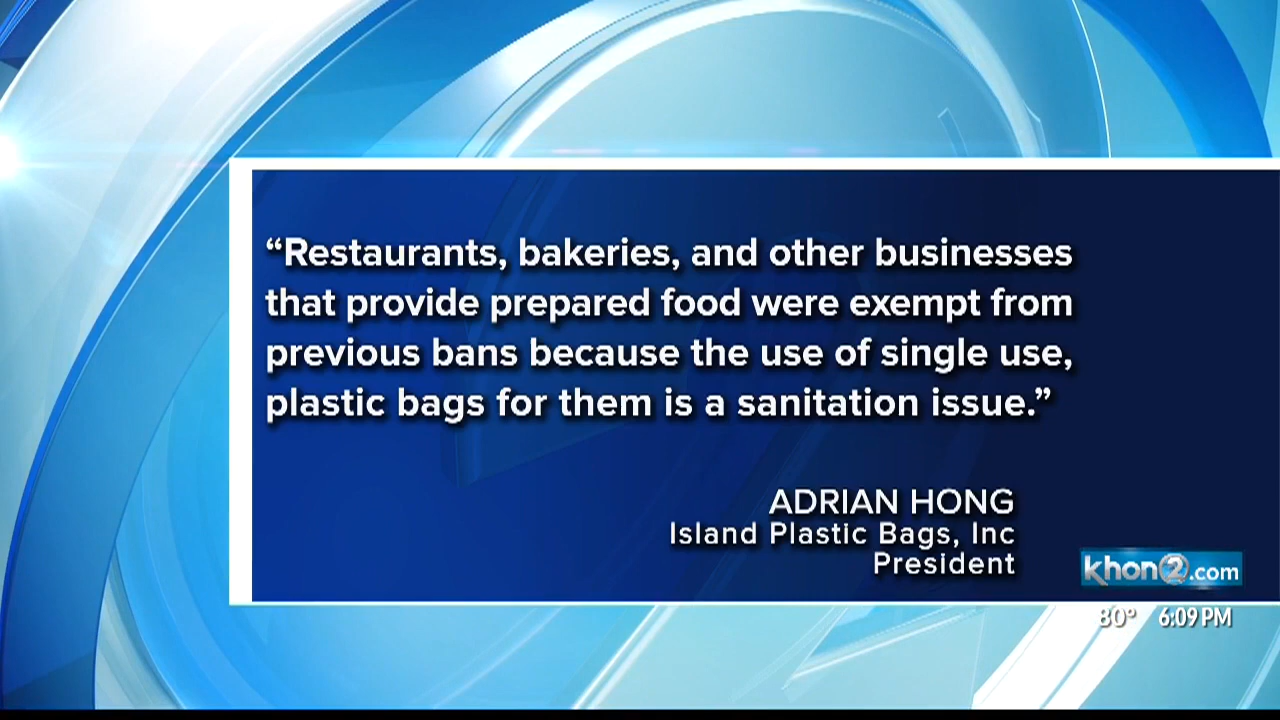 “Restaurants, bakeries, and other businesses
that provide prepared food were exempt from
previous bans because the use of single use,
plastic bags for them is a sanitation issue.”
ADRIAN HONG
Island Plastic Bags, Inc
President
khon2.com
80° 6:09 PM